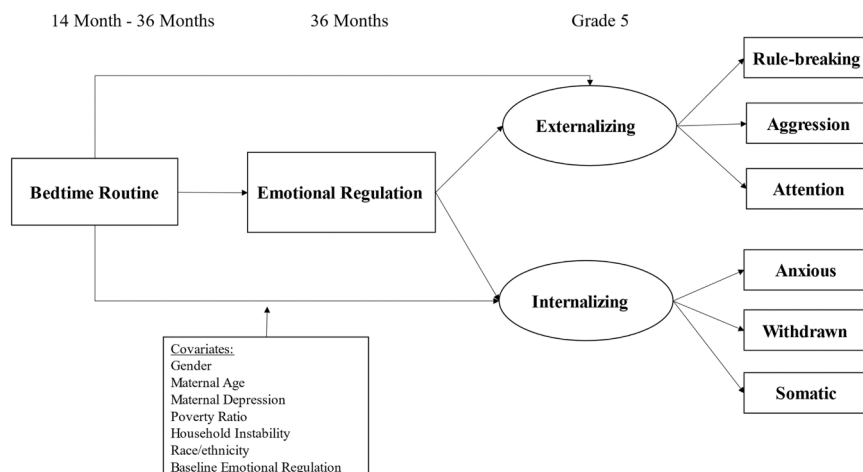 14 Month - 36 Months
36 Months
Grade 5
Rule-breaking
Externalizing
Aggression
Bedtime Routine
Emotional Regulation
Attention
Anxious
Internalizing
Withdrawn
Somatic
Covariates:
Gender
Maternal Age
Maternal Depression
Poverty Ratio
Household Instability
Race/ethnicity
Baseline Emotional Regulation